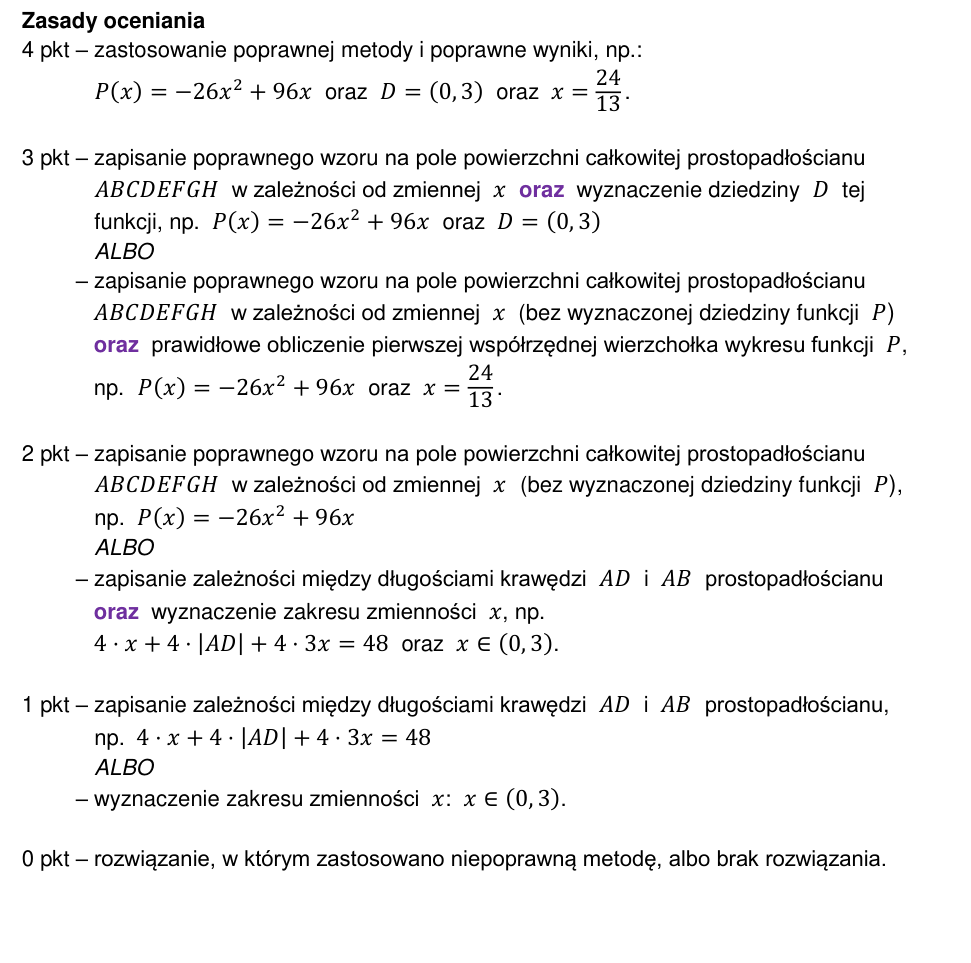 Zasady oceniania
4 pkt – zastosowanie poprawnej metody i poprawne wyniki, np.:
P(x) = −26x² + 96x oraz D = (0, 3) oraz x = 24/13.
3 pkt – zapisanie poprawnego wzoru na pole powierzchni całkowitej prostopadłościanu
ABCDEFGH w zależności od zmiennej x oraz wyznaczenie dziedziny D tej
funkcji, np. P(x) = −26x² + 96x oraz D = (0, 3)
ALBO
– zapisanie poprawnego wzoru na pole powierzchni całkowitej prostopadłościanu
ABCDEFGH w zależności od zmiennej x (bez wyznaczonej dziedziny funkcji P)
oraz prawidłowe obliczenie pierwszej współrzędnej wierzchołka wykresu funkcji P,
np. P(x) = −26x² + 96x oraz x = 24/13.
2 pkt – zapisanie poprawnego wzoru na pole powierzchni całkowitej prostopadłościanu
ABCDEFGH w zależności od zmiennej x (bez wyznaczonej dziedziny funkcji P),
np. P(x) = −26x² + 96x
ALBO
– zapisanie zależności między długościami krawędzi AD i AB prostopadłościanu
oraz wyznaczenie zakresu zmienności x, np.
4 · x + 4 · |AD| + 4 · 3x = 48 oraz x ∈ (0, 3).
1 pkt – zapisanie zależności między długościami krawędzi AD i AB prostopadłościanu,
np. 4 · x + 4 · |AD| + 4 · 3x = 48
ALBO
– wyznaczenie zakresu zmienności x: x ∈ (0, 3).
0 pkt – rozwiązanie, w którym zastosowano niepoprawną metodę, albo brak rozwiązania.